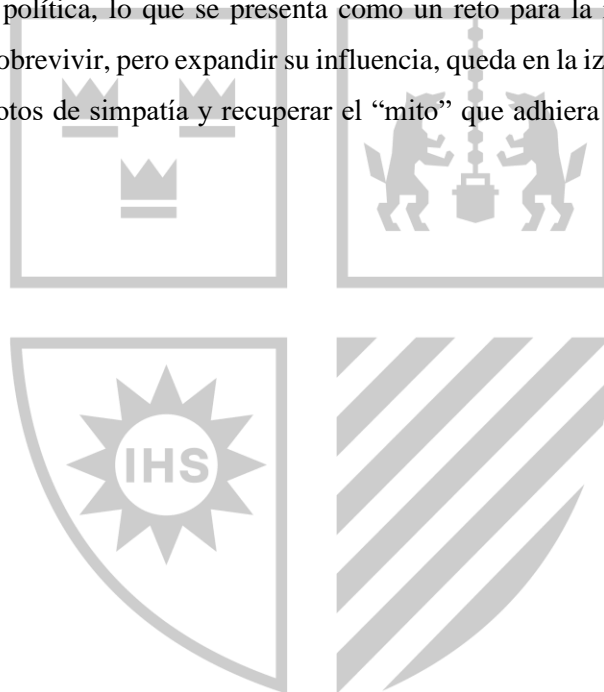 política, lo que se presenta como un reto para la
obrevivir, pero expandir su influencia, queda en la iz
otos de simpatía y recuperar el “mito” que adhiera
IHS